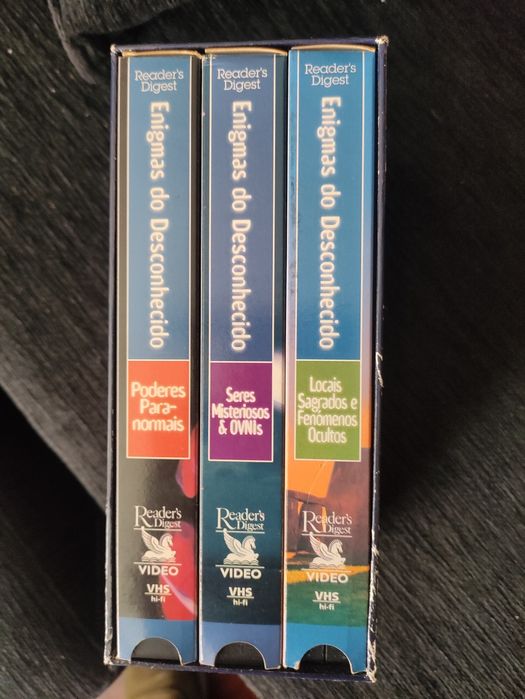 Reader's
Digest
Enigmas do Desconhecido
Poderes
Para-
normais
Reader's
Digest
VIDEO
VHS
hi-fi
Reader's
Digest
Enigmas do Desconhecido
Seres
Misteriosos
& OVNIs
Reader's
Digest
VIDEO
VHS
hi-fi
Reader's
Digest
Enigmas do Desconhecido
Locais
Sagrados e
Fenómenos
Ocultos
Reader's
Digest
VIDEO
VHS
hi-fi